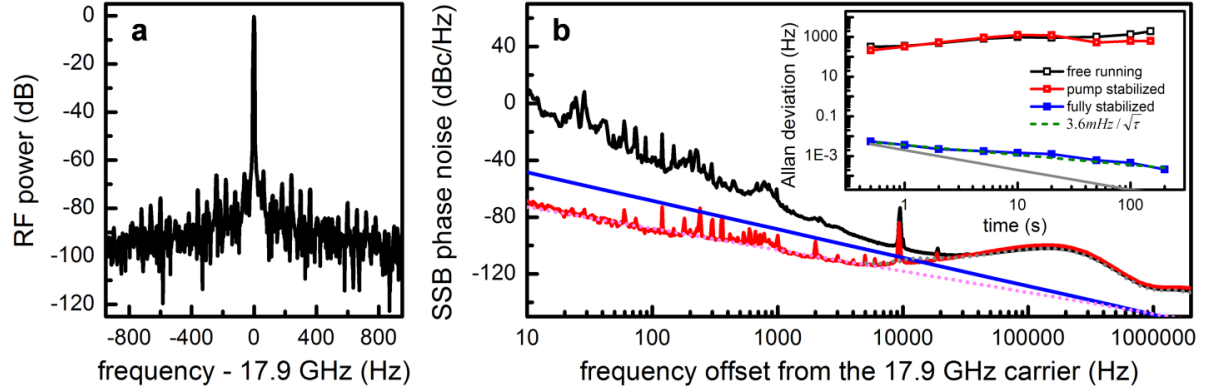 a
0
-20
-40
-60
-80
-100
-120
RF power (dB)
-800
-400
0
400
800
frequency - 17.9 GHz (Hz)
b
40
0
-40
-80
-120
SSB phase noise (dBc/Hz)
10
100
1000
10000
100000
1000000
frequency offset from the 17.9 GHz carrier (Hz)
1000
10
0.1
1E-3
Allan deviation (Hz)
1
10
100
time (s)
free running
pump stabilized
fully stabilized
3.6mHz/√τ